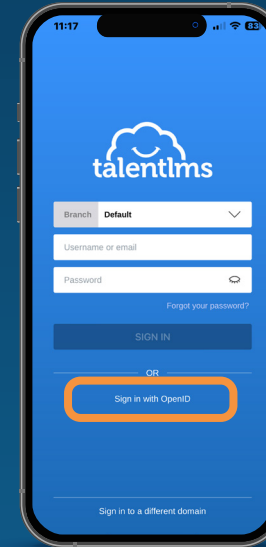 11:17
83
talentlms
Branch Default
Username or email
Password
Forgot your password?
SIGN IN
OR
Sign in with OpenID
Sign in to a different domain